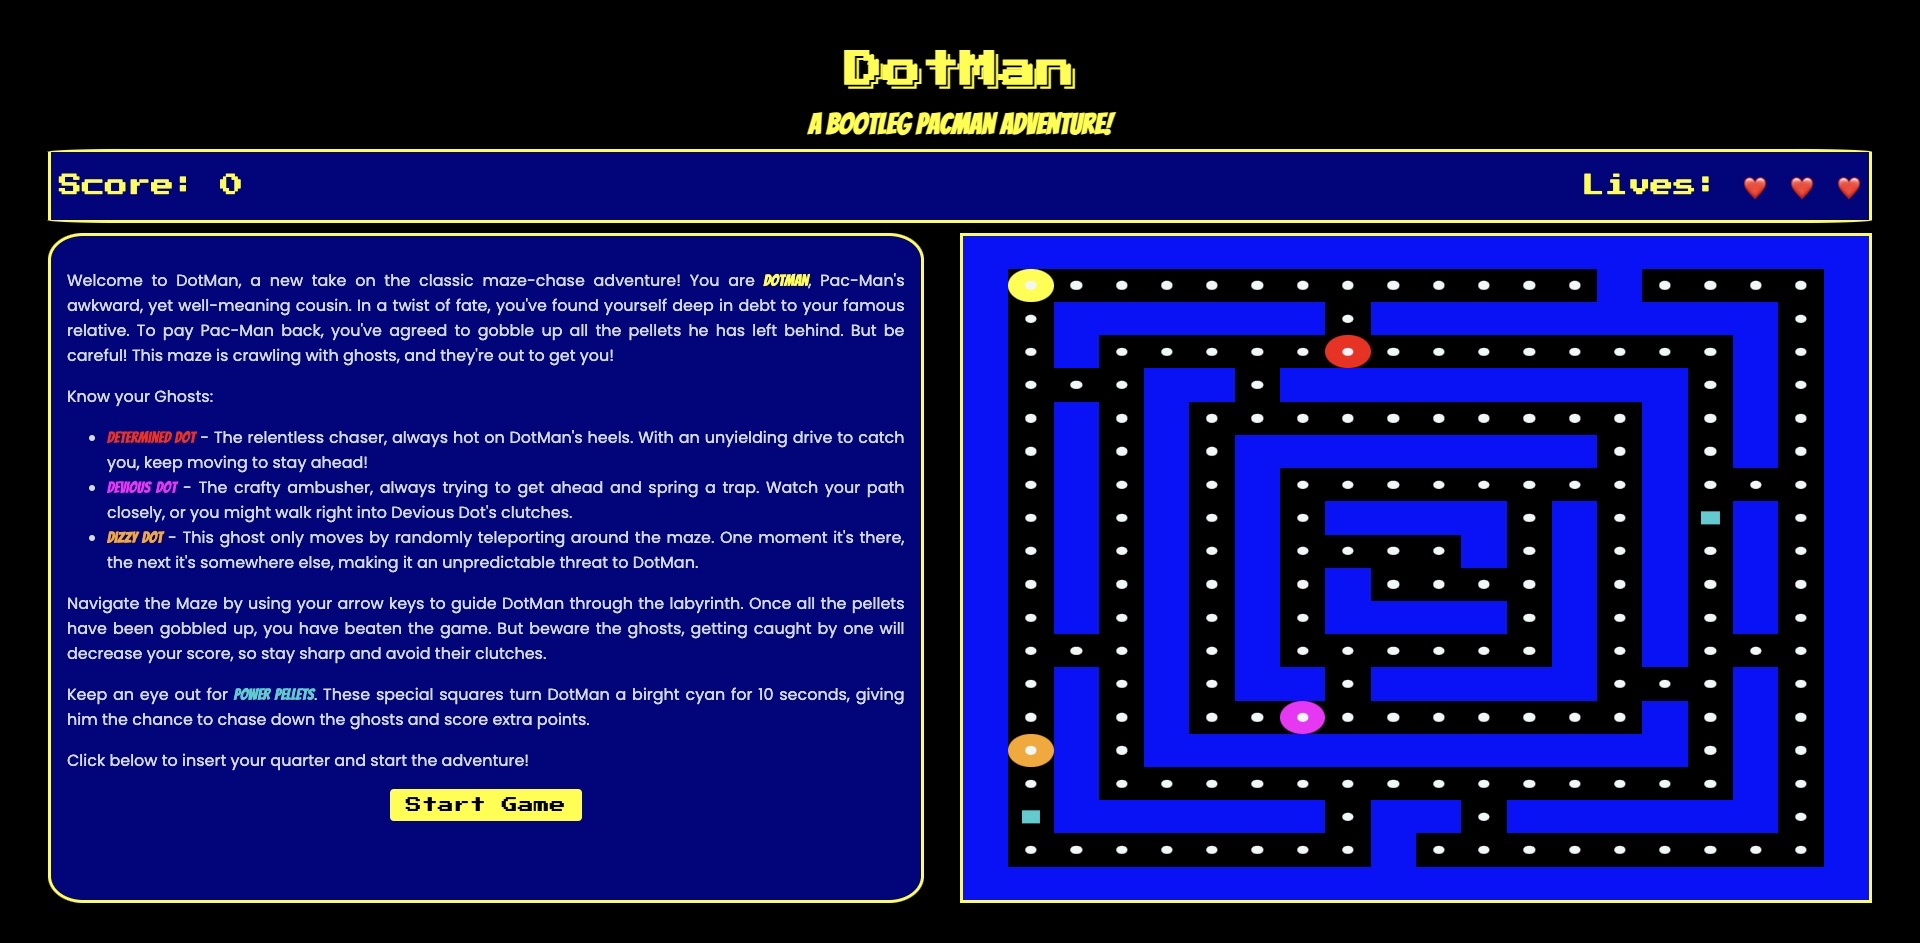 DotMan
A BOOTLEG PACMAN ADVENTURE!
Score: 0
Lives: ❤️ ❤️ ❤️
Welcome to DotMan, a new take on the classic maze-chase adventure! You are DOTMAN, Pac-Man's
awkward, yet well-meaning cousin. In a twist of fate, you've found yourself deep in debt to your famous
relative. To pay Pac-Man back, you've agreed to gobble up all the pellets he has left behind. But be
careful! This maze is crawling with ghosts, and they're out to get you!
Know your Ghosts:
• DETERMINED DOT - The relentless chaser, always hot on DotMan's heels. With an unyielding drive to catch
you, keep moving to stay ahead!
• DEVIOUS DOT - The crafty ambusher, always trying to get ahead and spring a trap. Watch your path
closely, or you might walk right into Devious Dot's clutches.
• DIZZY DOT - This ghost only moves by randomly teleporting around the maze. One moment it's there,
the next it's somewhere else, making it an unpredictable threat to DotMan.
Navigate the Maze by using your arrow keys to guide DotMan through the labyrinth. Once all the pellets
have been gobbled up, you have beaten the game. But beware the ghosts, getting caught by one will
decrease your score, so stay sharp and avoid their clutches.
Keep an eye out for POWER PELLETS. These special squares turn DotMan a birght cyan for 10 seconds, giving
him the chance to chase down the ghosts and score extra points.
Click below to insert your quarter and start the adventure!
Start Game